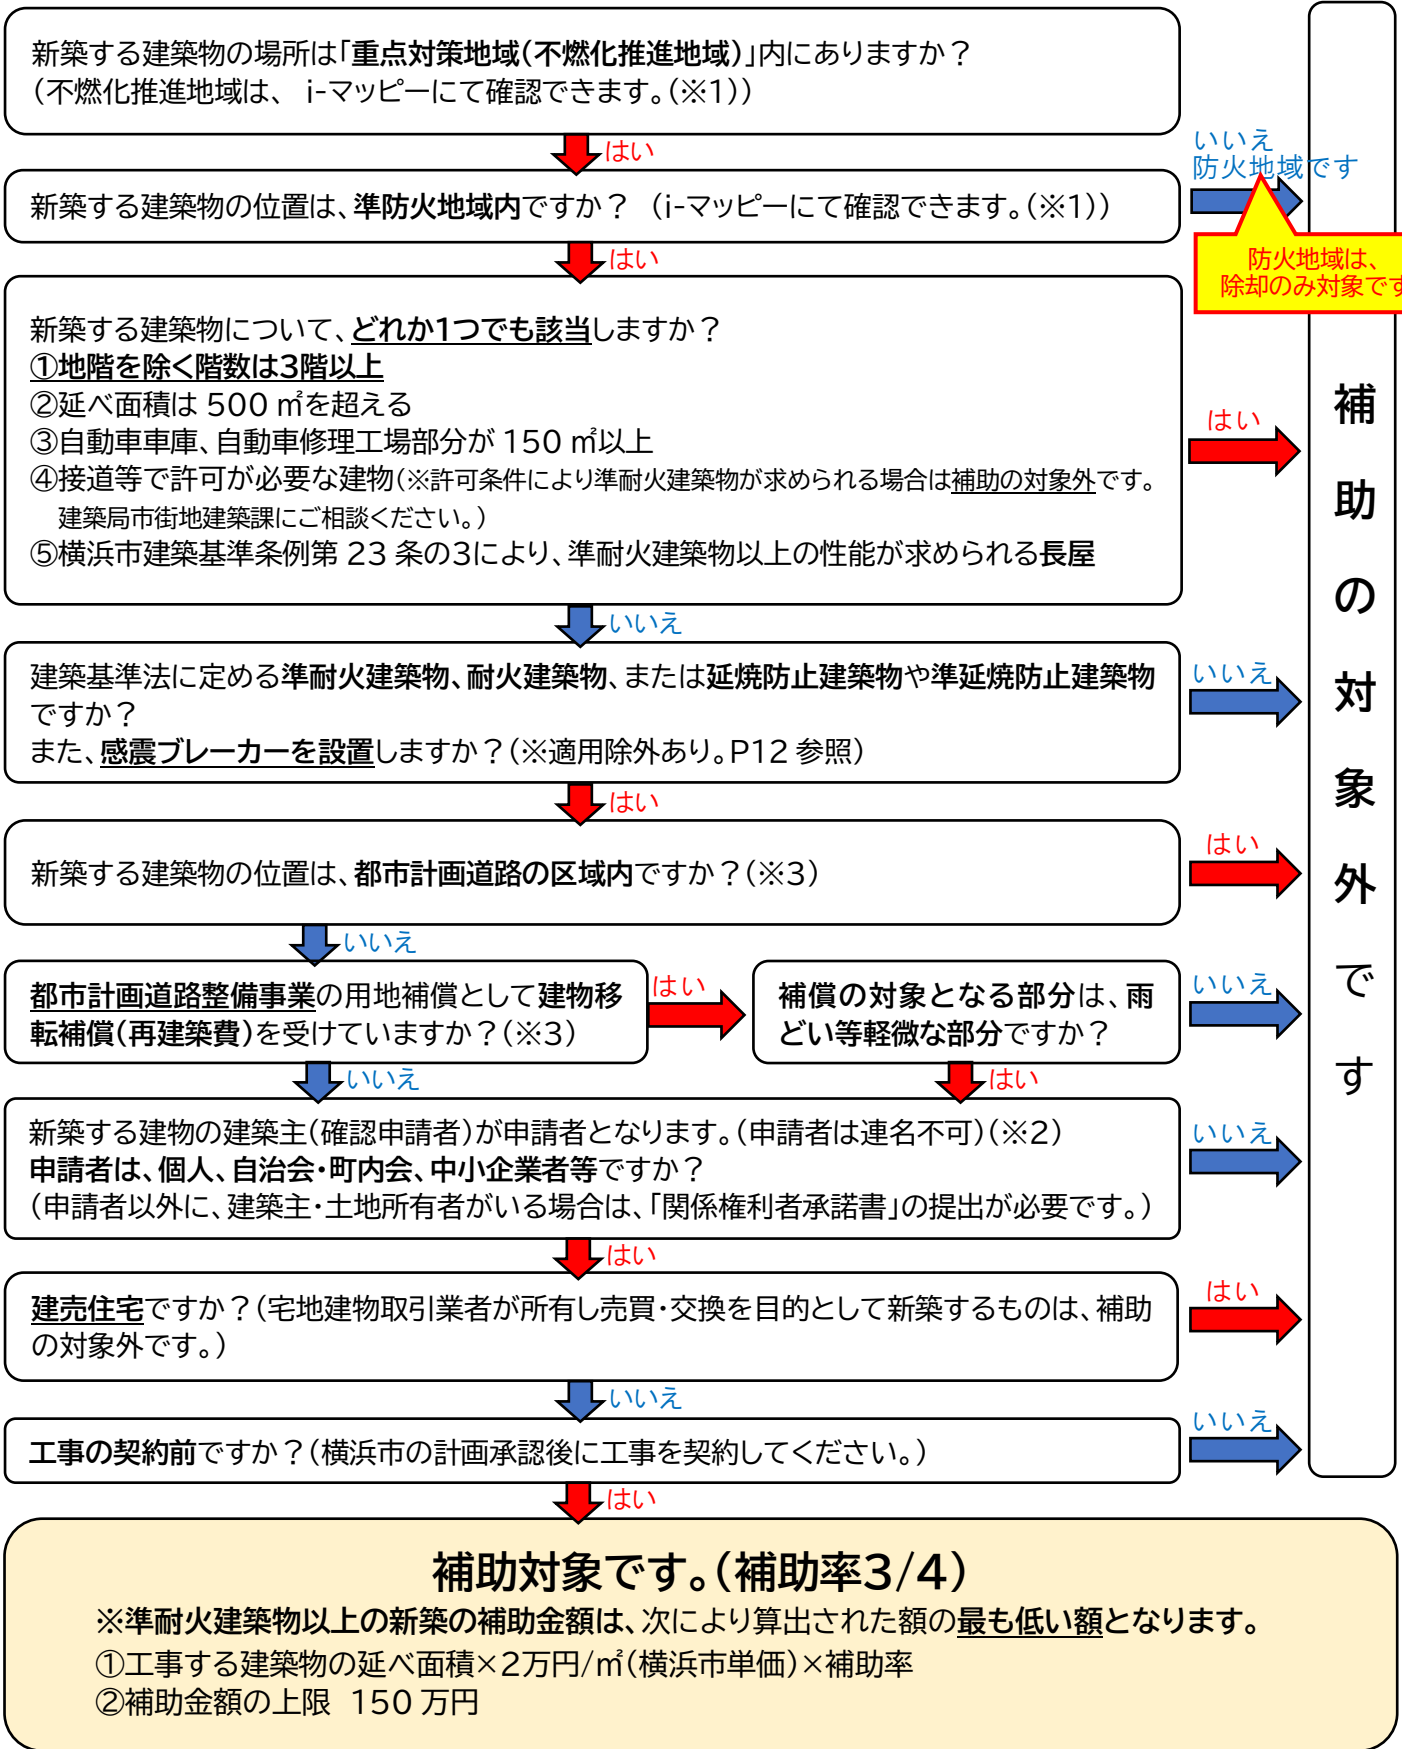 新築する建築物の場所は「重点対策地域(不燃化推進地域)」内にありますか？
(不燃化推進地域は、 i-マッピーにて確認できます。(※1))
はい
いいえ
防火地域です
新築する建築物の位置は、準防火地域内ですか？ (i-マッピーにて確認できます。(※1))
防火地域は、
除却のみ対象です
はい
新築する建築物について、どれか1つでも該当しますか？
①地階を除く階数は3階以上
②延べ面積は 500 ㎡を超える
③自動車車庫、自動車修理工場部分が 150 ㎡以上
④接道等で許可が必要な建物(※許可条件により準耐火建築物が求められる場合は補助の対象外です。
建築局市街地建築課にご相談ください。)
⑤横浜市建築基準条例第 23 条の3により、準耐火建築物以上の性能が求められる長屋
はい
いいえ
建築基準法に定める準耐火建築物、耐火建築物、または延焼防止建築物や準延焼防止建築物
ですか？
また、感震ブレーカーを設置しますか？(※適用除外あり。P12 参照)
いいえ
はい
新築する建築物の位置は、都市計画道路の区域内ですか？(※3)
はい
いいえ
都市計画道路整備事業の用地補償として建物移
転補償(再建築費)を受けていますか？(※3)
はい
補償の対象となる部分は、雨
どい等軽微な部分ですか？
いいえ
いいえ
はい
新築する建物の建築主(確認申請者)が申請者となります。(申請者は連名不可)(※2)
申請者は、個人、自治会・町内会、中小企業者等ですか？
(申請者以外に、建築主・土地所有者がいる場合は、「関係権利者承諾書」の提出が必要です。)
いいえ
はい
建売住宅ですか？(宅地建物取引業者が所有し売買・交換を目的として新築するものは、補助
の対象外です。)
はい
いいえ
工事の契約前ですか？(横浜市の計画承認後に工事を契約してください。)
いいえ
はい
補助の対象外です
補助対象です。(補助率3/4)
※準耐火建築物以上の新築の補助金額は、次により算出された額の最も低い額となります。
①工事する建築物の延べ面積×2万円/㎡(横浜市単価)×補助率
②補助金額の上限 150 万円